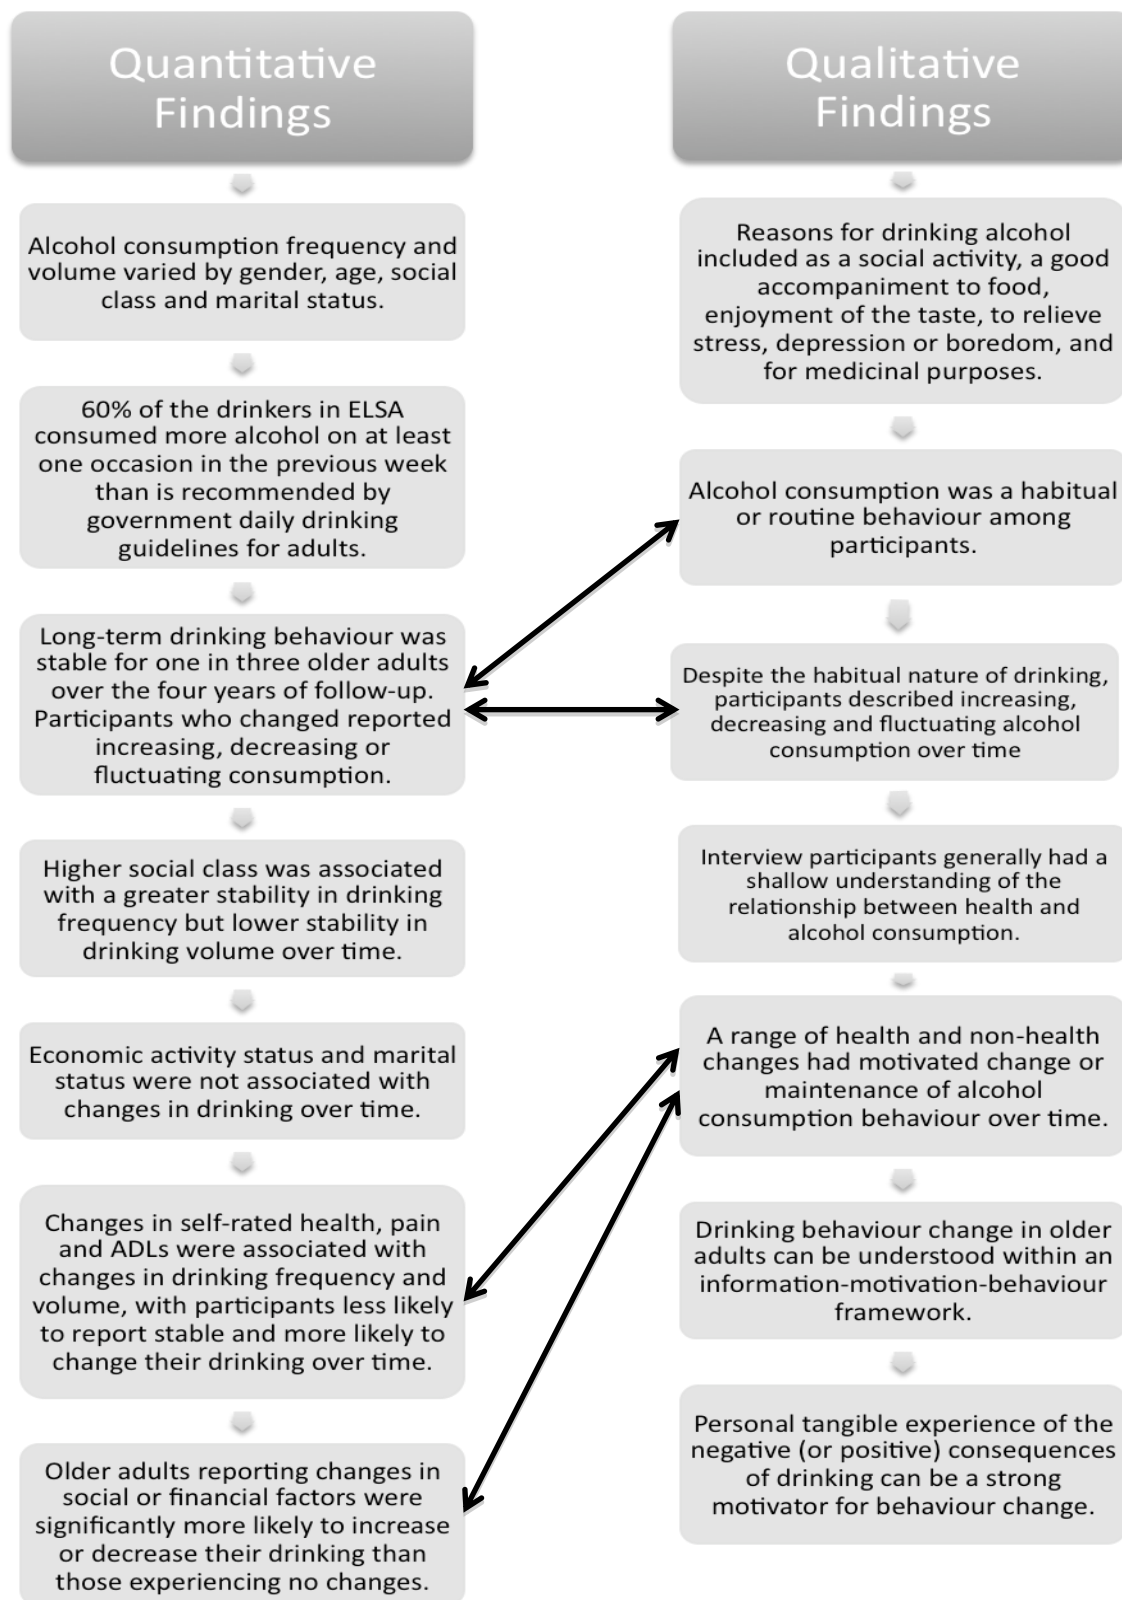 Quantitative
Findings
Alcohol consumption frequency and
volume varied by gender, age, social
class and marital status.
60% of the drinkers in ELSA
consumed more alcohol on at least
one occasion in the previous week
than is recommended by
government daily drinking
guidelines for adults.
Long-term drinking behaviour was
stable for one in three older adults
over the four years of follow-up.
Participants who changed reported
increasing, decreasing or
fluctuating consumption.
Higher social class was associated
with a greater stability in drinking
frequency but lower stability in
drinking volume over time.
Economic activity status and marital
status were not associated with
changes in drinking over time.
Changes in self-rated health, pain
and ADLs were associated with
changes in drinking frequency and
volume, with participants less likely
to report stable and more likely to
change their drinking over time.
Older adults reporting changes in
social or financial factors were
significantly more likely to increase
or decrease their drinking than
those experiencing no changes.
Qualitative
Findings
Reasons for drinking alcohol
included as a social activity, a good
accompaniment to food,
enjoyment of the taste, to relieve
stress, depression or boredom, and
for medicinal purposes.
Alcohol consumption was a habitual
or routine behaviour among
participants.
Despite the habitual nature of drinking,
participants described increasing,
decreasing and fluctuating alcohol
consumption over time
Interview participants generally had a
shallow understanding of the
relationship between health and
alcohol consumption.
A range of health and non-health
changes had motivated change or
maintenance of alcohol
consumption behaviour over time.
Drinking behaviour change in older
adults can be understood within an
information-motivation-behaviour
framework.
Personal tangible experience of the
negative (or positive) consequences
of drinking can be a strong
motivator for behaviour change.